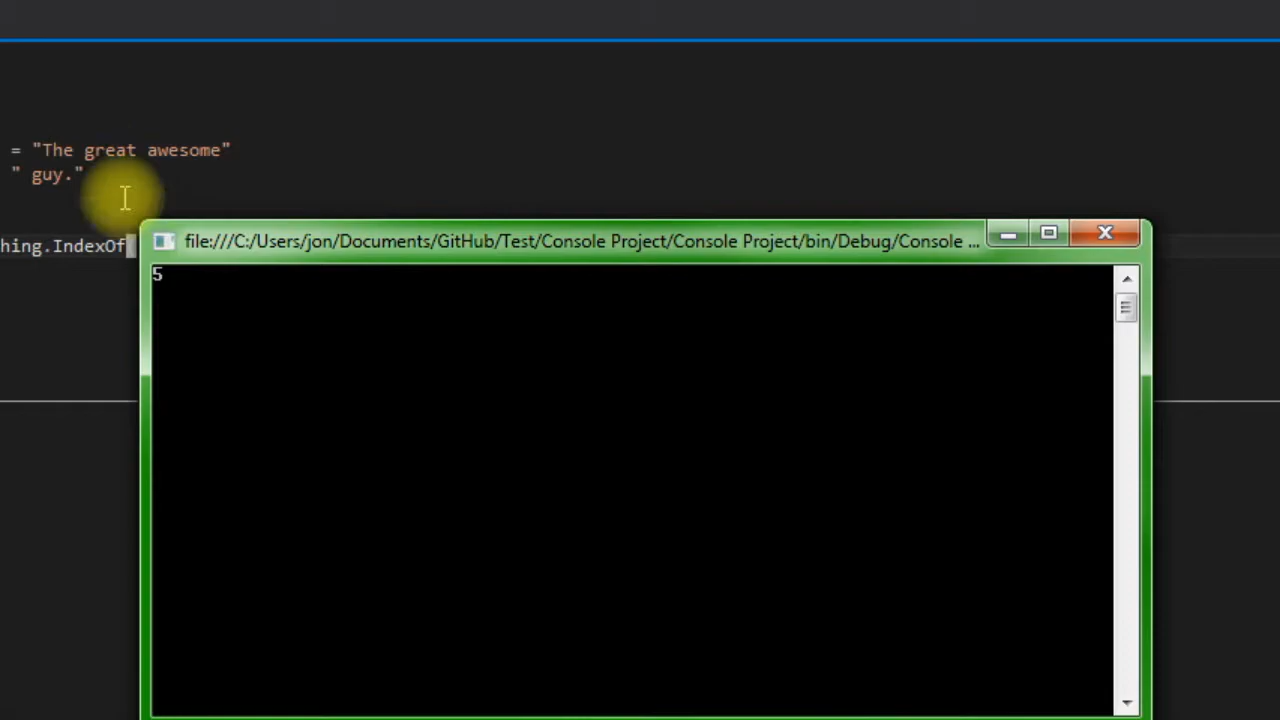 = "The great awesome"
" guy."
hing.IndexOf(
file:///C:/Users/jon/Documents/GitHub/Test/Console Project/Console Project/bin/Debug/Console ...
5